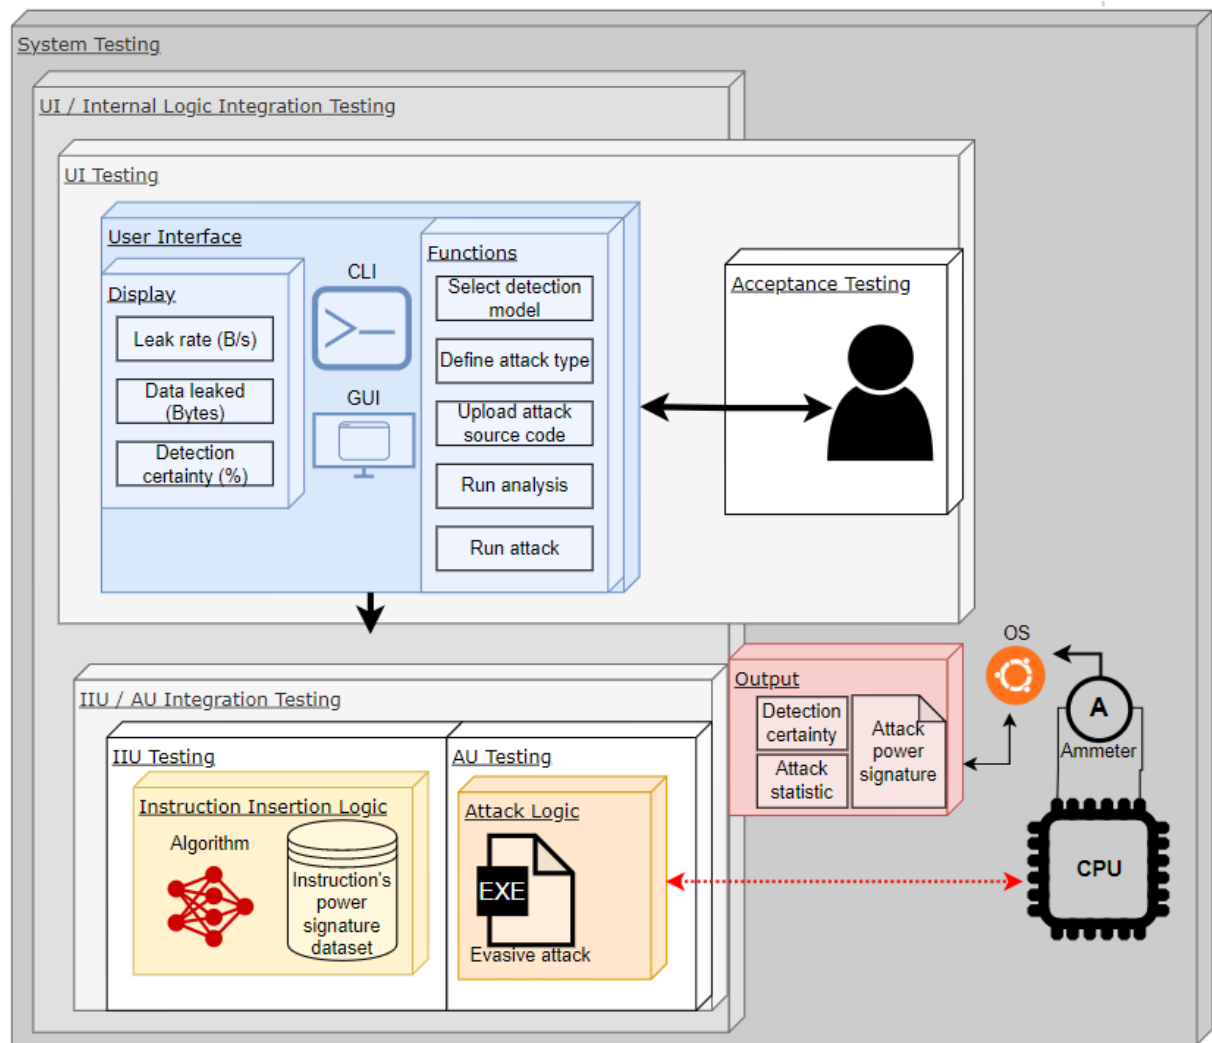 System Testing
UI / Internal Logic Integration Testing
UI Testing
User Interface
Display
Leak rate (B/s)
Data leaked
(Bytes)
Detection
certainty (%)
CLI
GUI
Functions
Select detection
model
Define attack type
Upload attack
source code
Run analysis
Run attack
Acceptance Testing
IIU / AU Integration Testing
IIU Testing
Instruction Insertion Logic
Algorithm
Instruction's
power
signature
dataset
AU Testing
Attack Logic
EXE
Evasive attack
Output
Detection
certainty
Attack
statistic
Attack
power
signature
OS
A
Ammeter
CPU